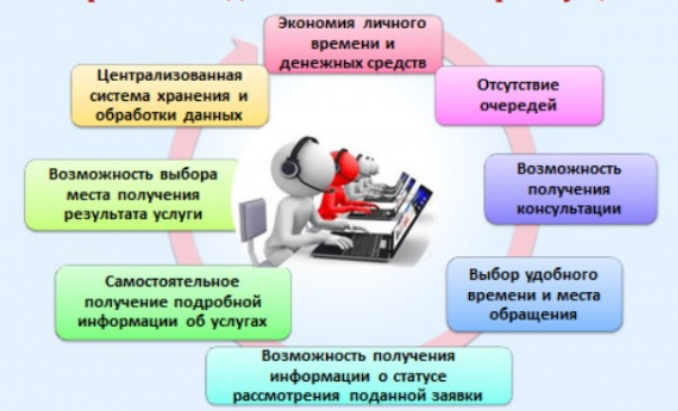 Экономия личного
времени и
денежных средств
Отсутствие
очередей
Возможность
получения
консультации
Выбор удобного
времени и места
обращения
Возможность получения
информации о статусе
рассмотрения поданной заявки
Самостоятельное
получение подробной
информации об услугах
Возможность выбора
места получения
результата услуги
Централизованная
система хранения и
обработки данных